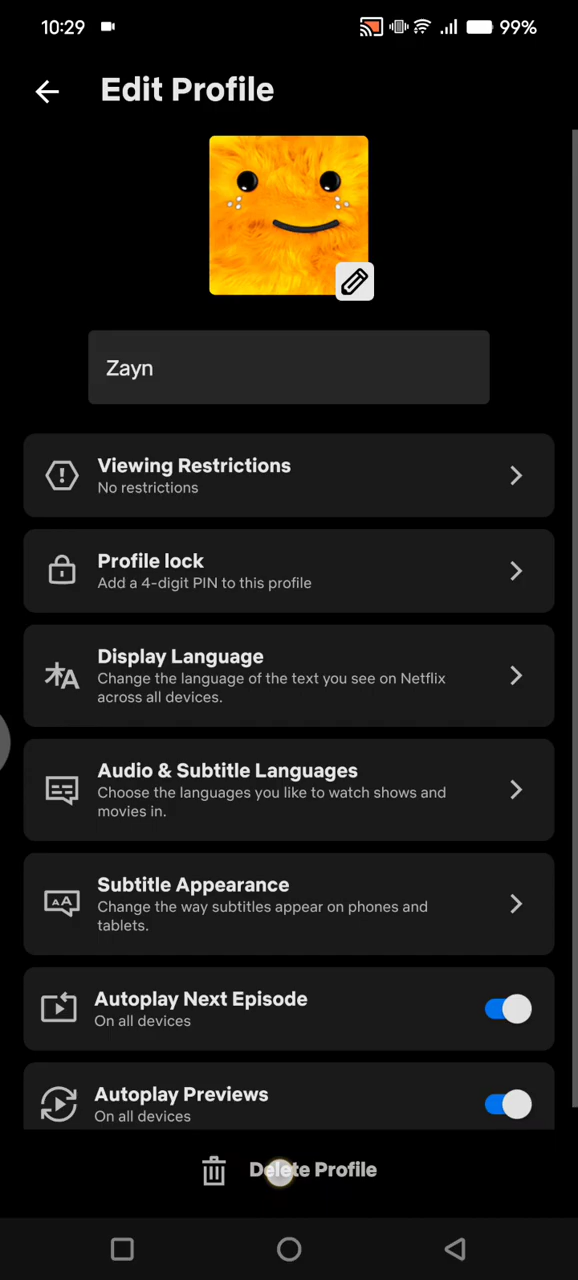 10:29 99%
Edit Profile
Zayn
Viewing Restrictions
No restrictions
Profile lock
Add a 4-digit PIN to this profile
Display Language
Change the language of the text you see on Netflix
across all devices.
Audio & Subtitle Languages
Choose the languages you like to watch shows and
movies in.
Subtitle Appearance
Change the way subtitles appear on phones and
tablets.
Autoplay Next Episode
On all devices
Autoplay Previews
On all devices
Delete Profile